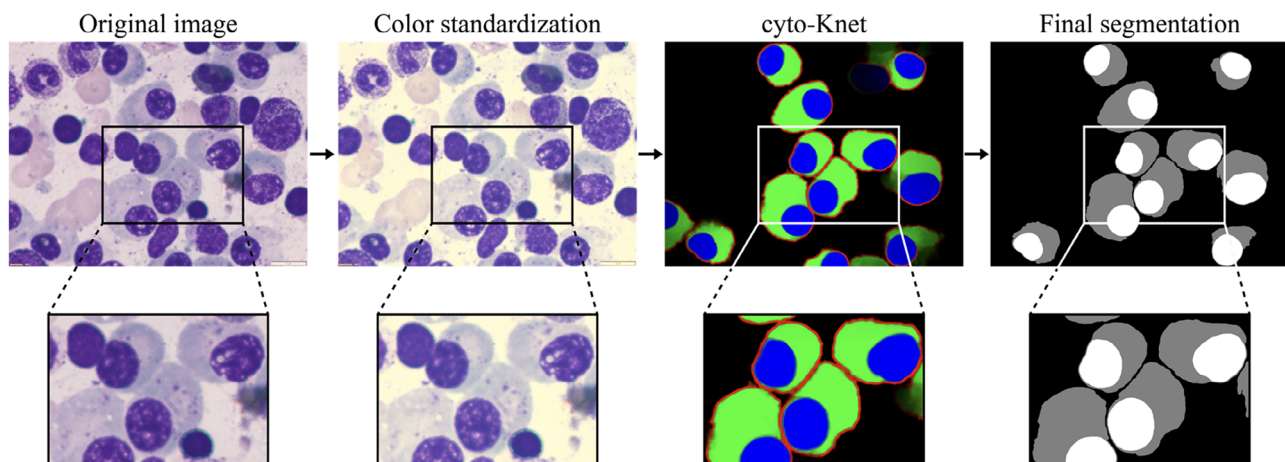 Original image
Color standardization
cyto-Knet
Final segmentation